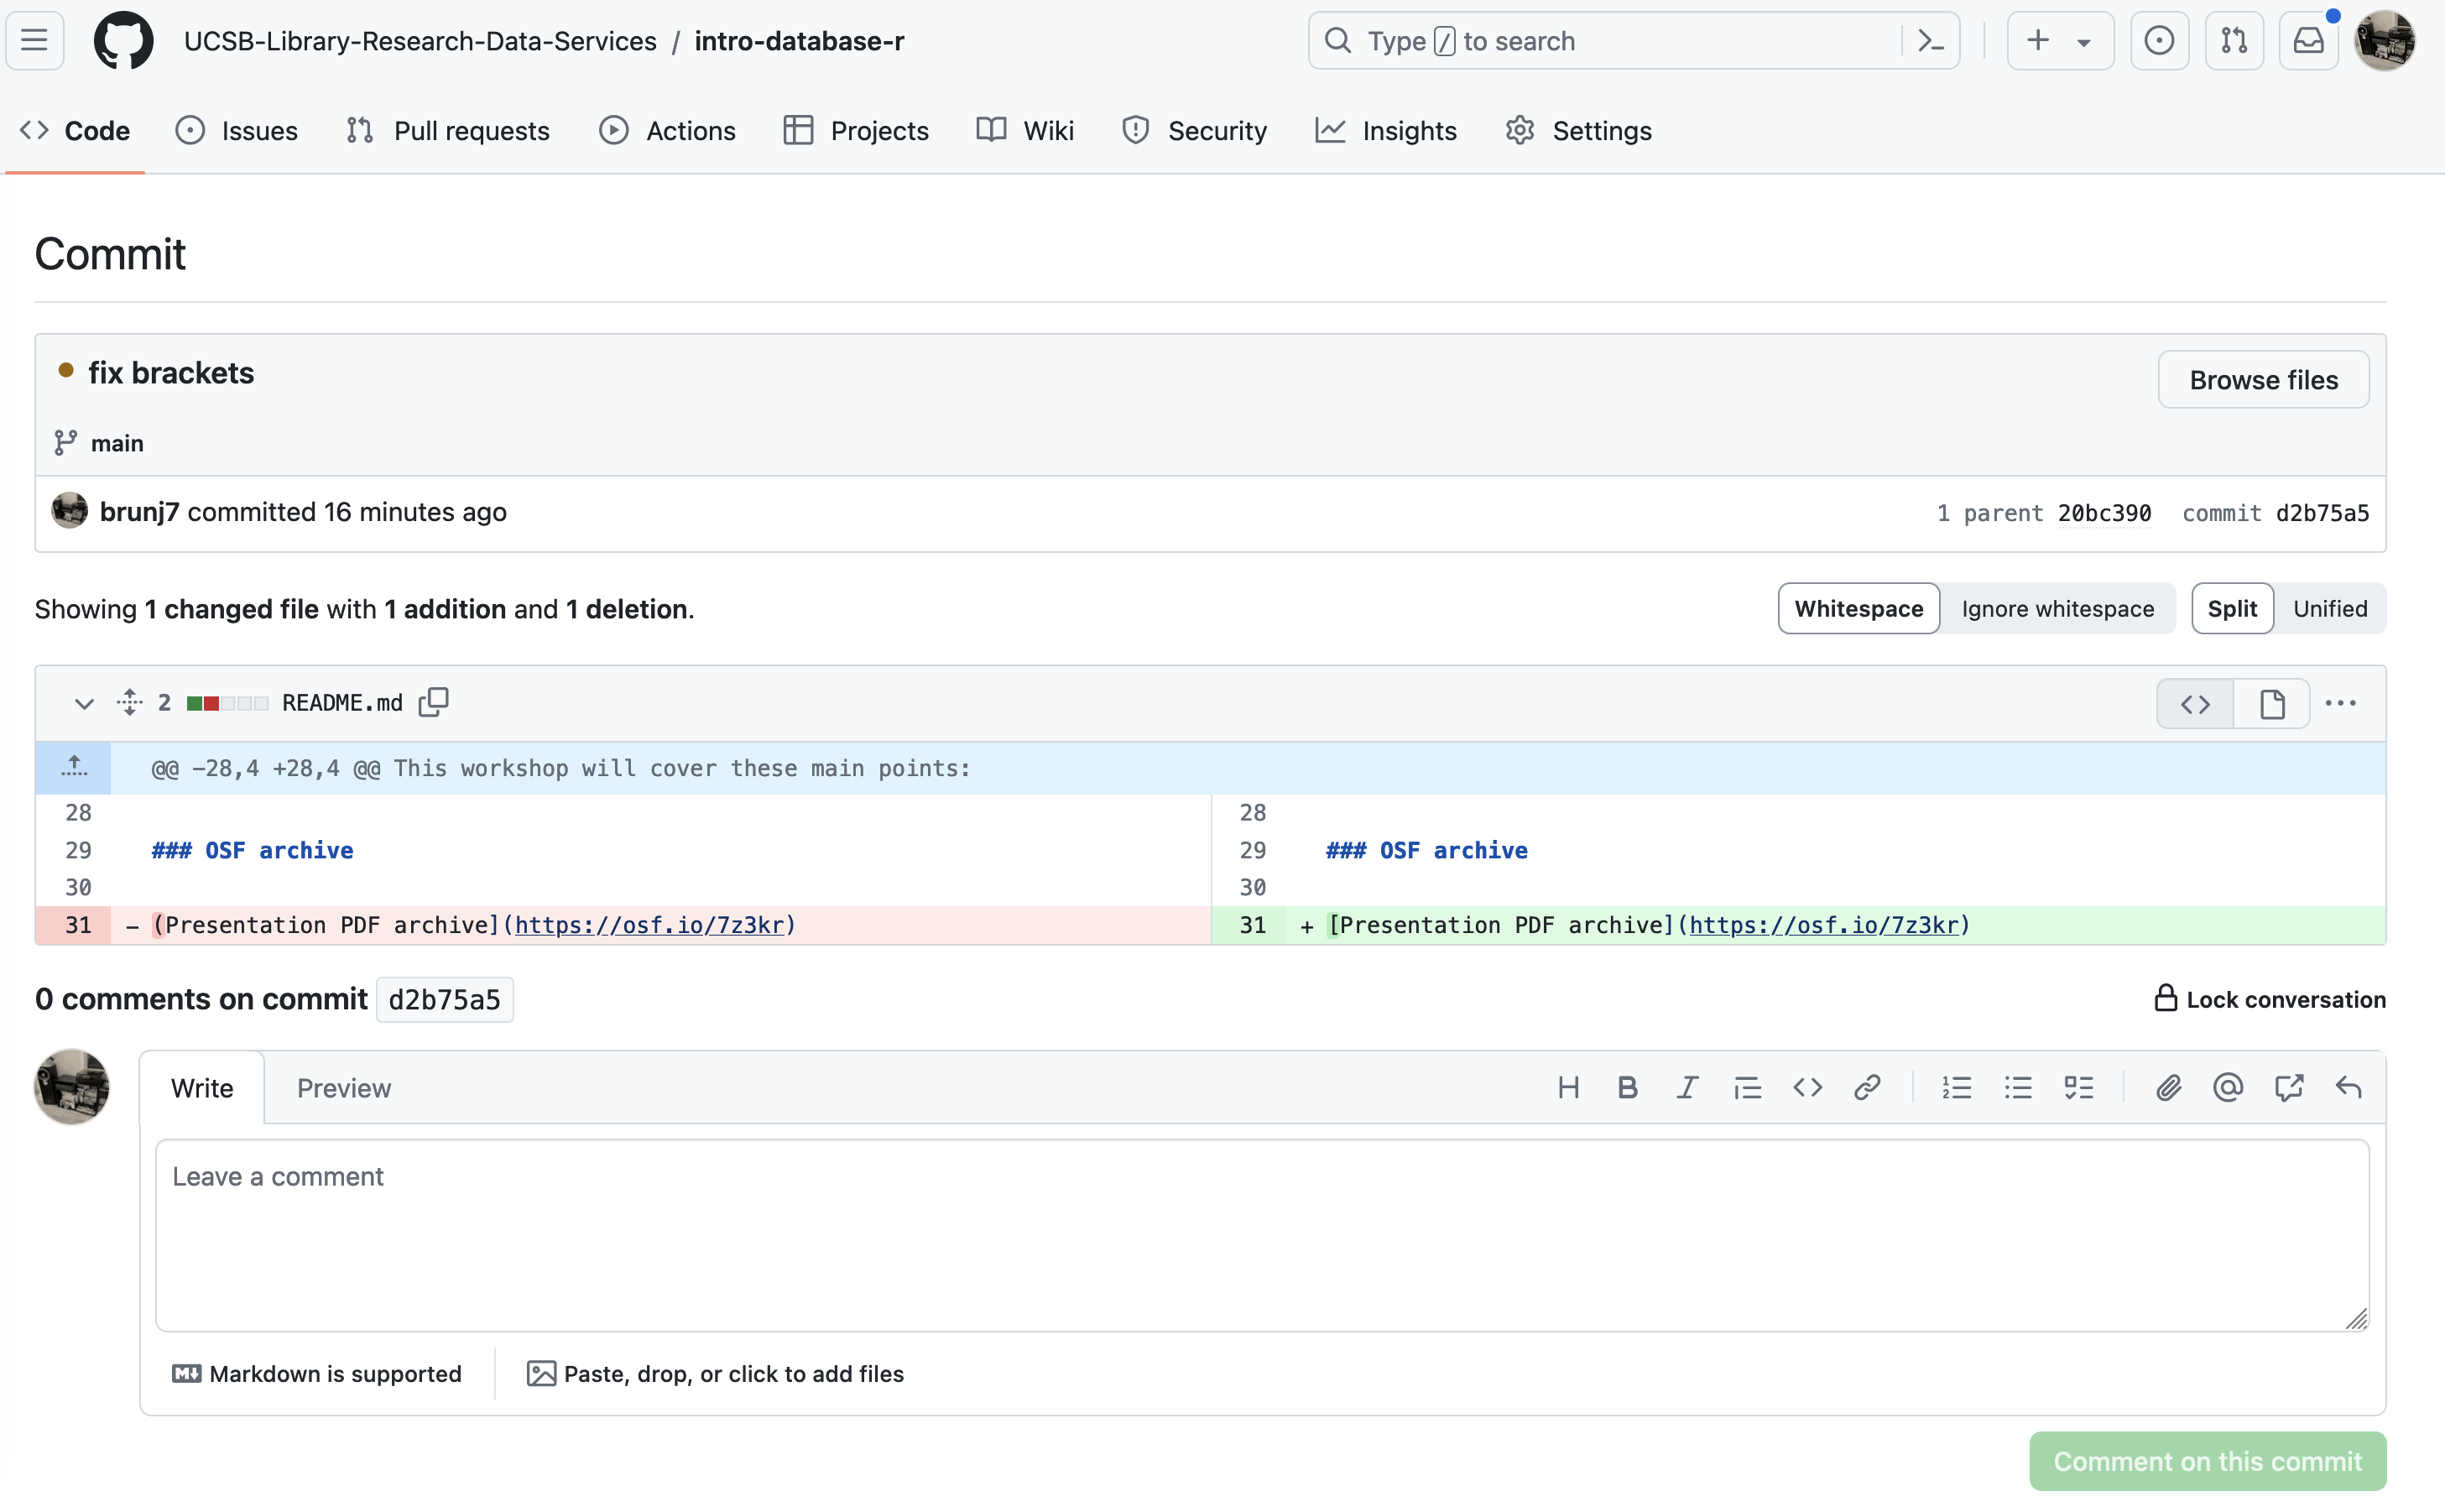 UCSB-Library-Research-Data-Services / intro-database-r
Type / to search
Code Issues Pull requests Actions Projects Wiki Security Insights Settings
Commit
fix brackets
Browse files
main
brunj7 committed 16 minutes ago
1 parent 20bc390 commit d2b75a5
Showing 1 changed file with 1 addition and 1 deletion.
Whitespace Ignore whitespace Split Unified
2 README.md
@@ -28,4 +28,4 @@ This workshop will cover these main points:
28 28
29 ### OSF archive 29 ### OSF archive
30 30
31 - (Presentation PDF archive](https://osf.io/7z3kr) 31 + [Presentation PDF archive](https://osf.io/7z3kr)
0 comments on commit d2b75a5
Lock conversation
Write Preview
Leave a comment
Markdown is supported Paste, drop, or click to add files
Comment on this commit